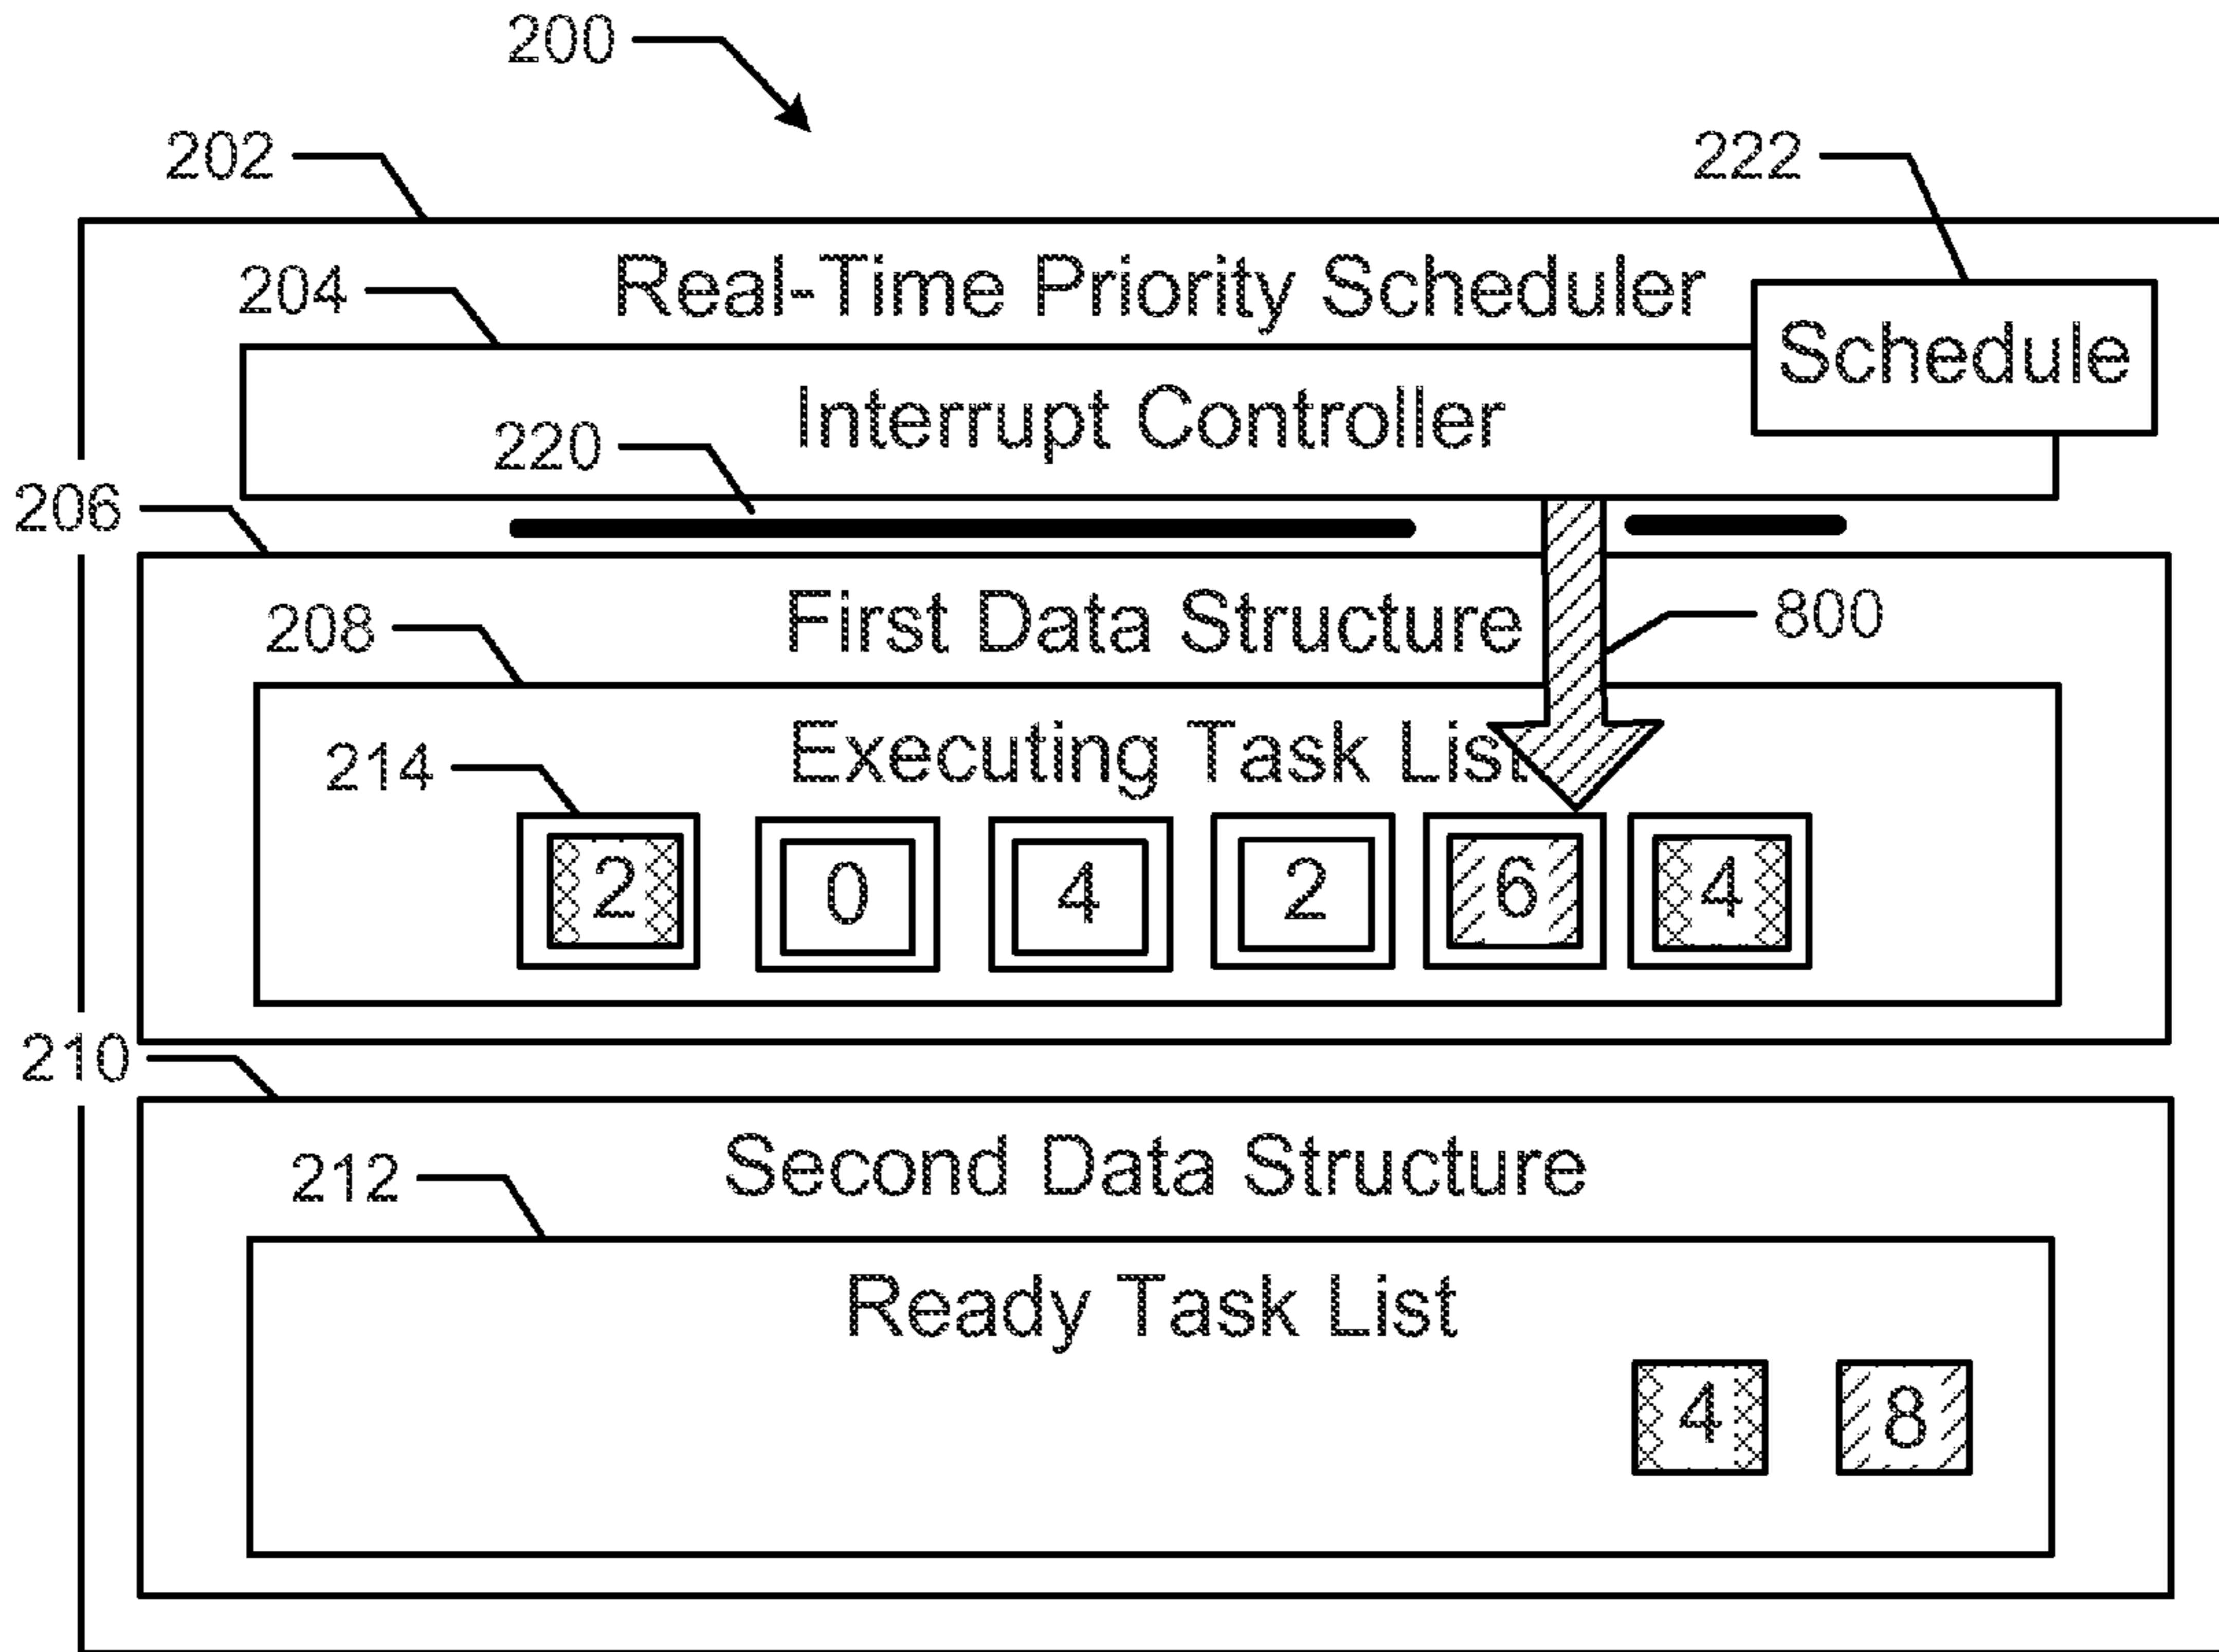 200
202
222
Real-Time Priority Scheduler
204
Schedule
Interrupt Controller
220
206
First Data Structure
208
800
Executing Task List
214
2 0 4 2 6 4
210
Second Data Structure
212
Ready Task List
4 8